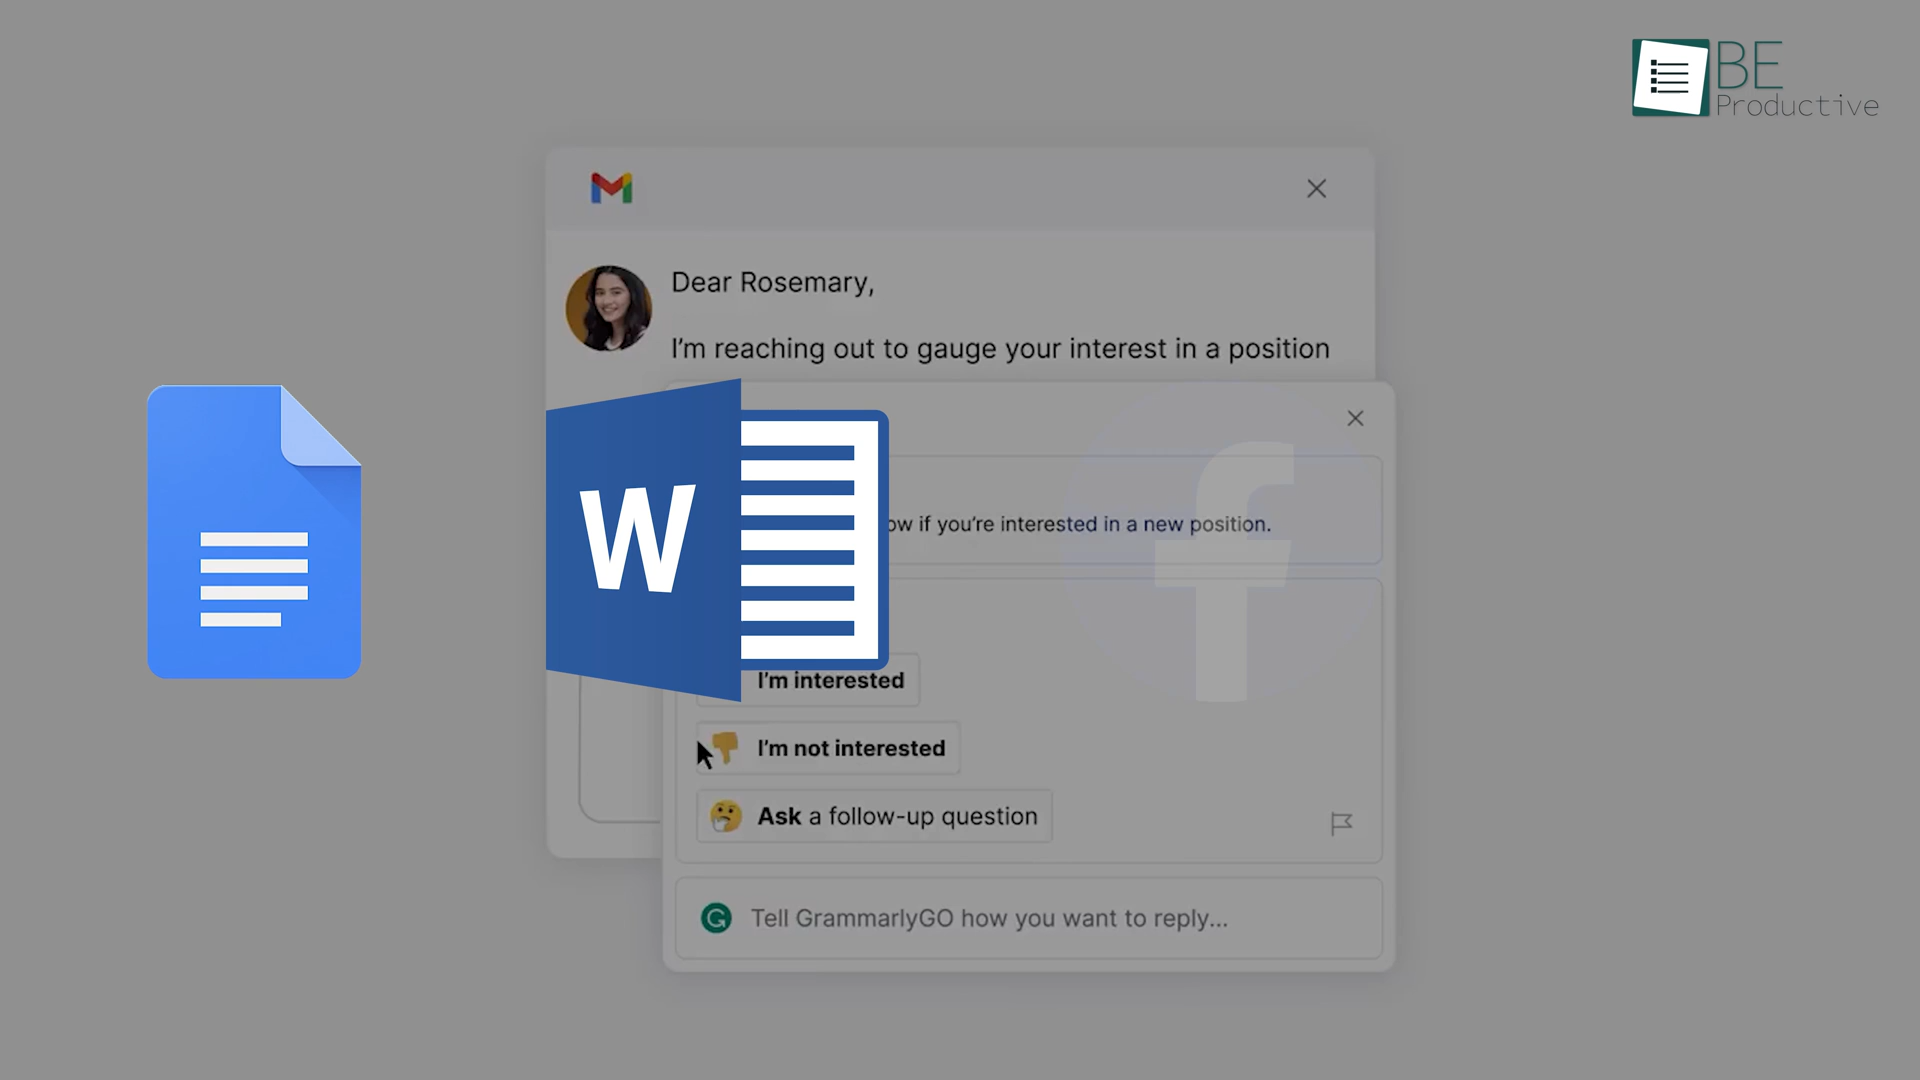 BE
Productive
Dear Rosemary,
I'm reaching out to gauge your interest in a position
W
if you're interested in a new position.
I'm interested
I'm not interested
Ask a follow-up question
Tell GrammarlyGO how you want to reply...